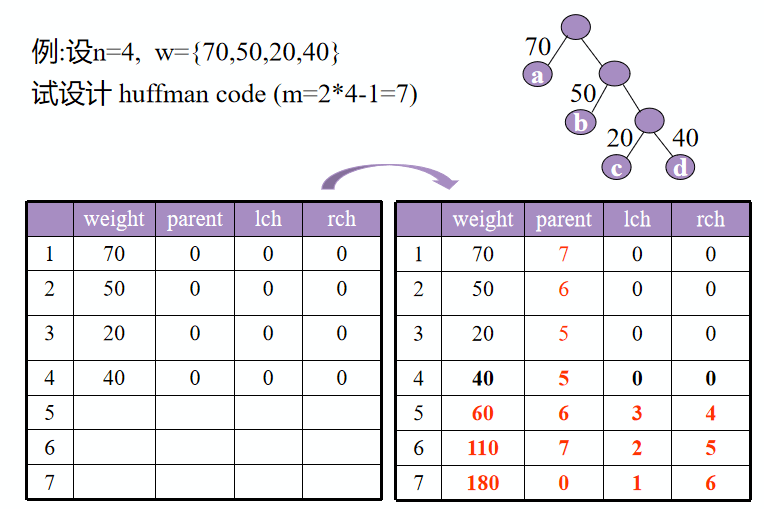 例:设n=4, w={70,50,20,40}
试设计 huffman code (m=2*4-1=7)
70
a
50
b
20 40
c d
weight parent lch rch
1 70 0 0 0
2 50 0 0 0
3 20 0 0 0
4 40 0 0 0
5
6
7
weight parent lch rch
1 70 7 0 0
2 50 6 0 0
3 20 5 0 0
4 40 5 0 0
5 60 6 3 4
6 110 7 2 5
7 180 0 1 6